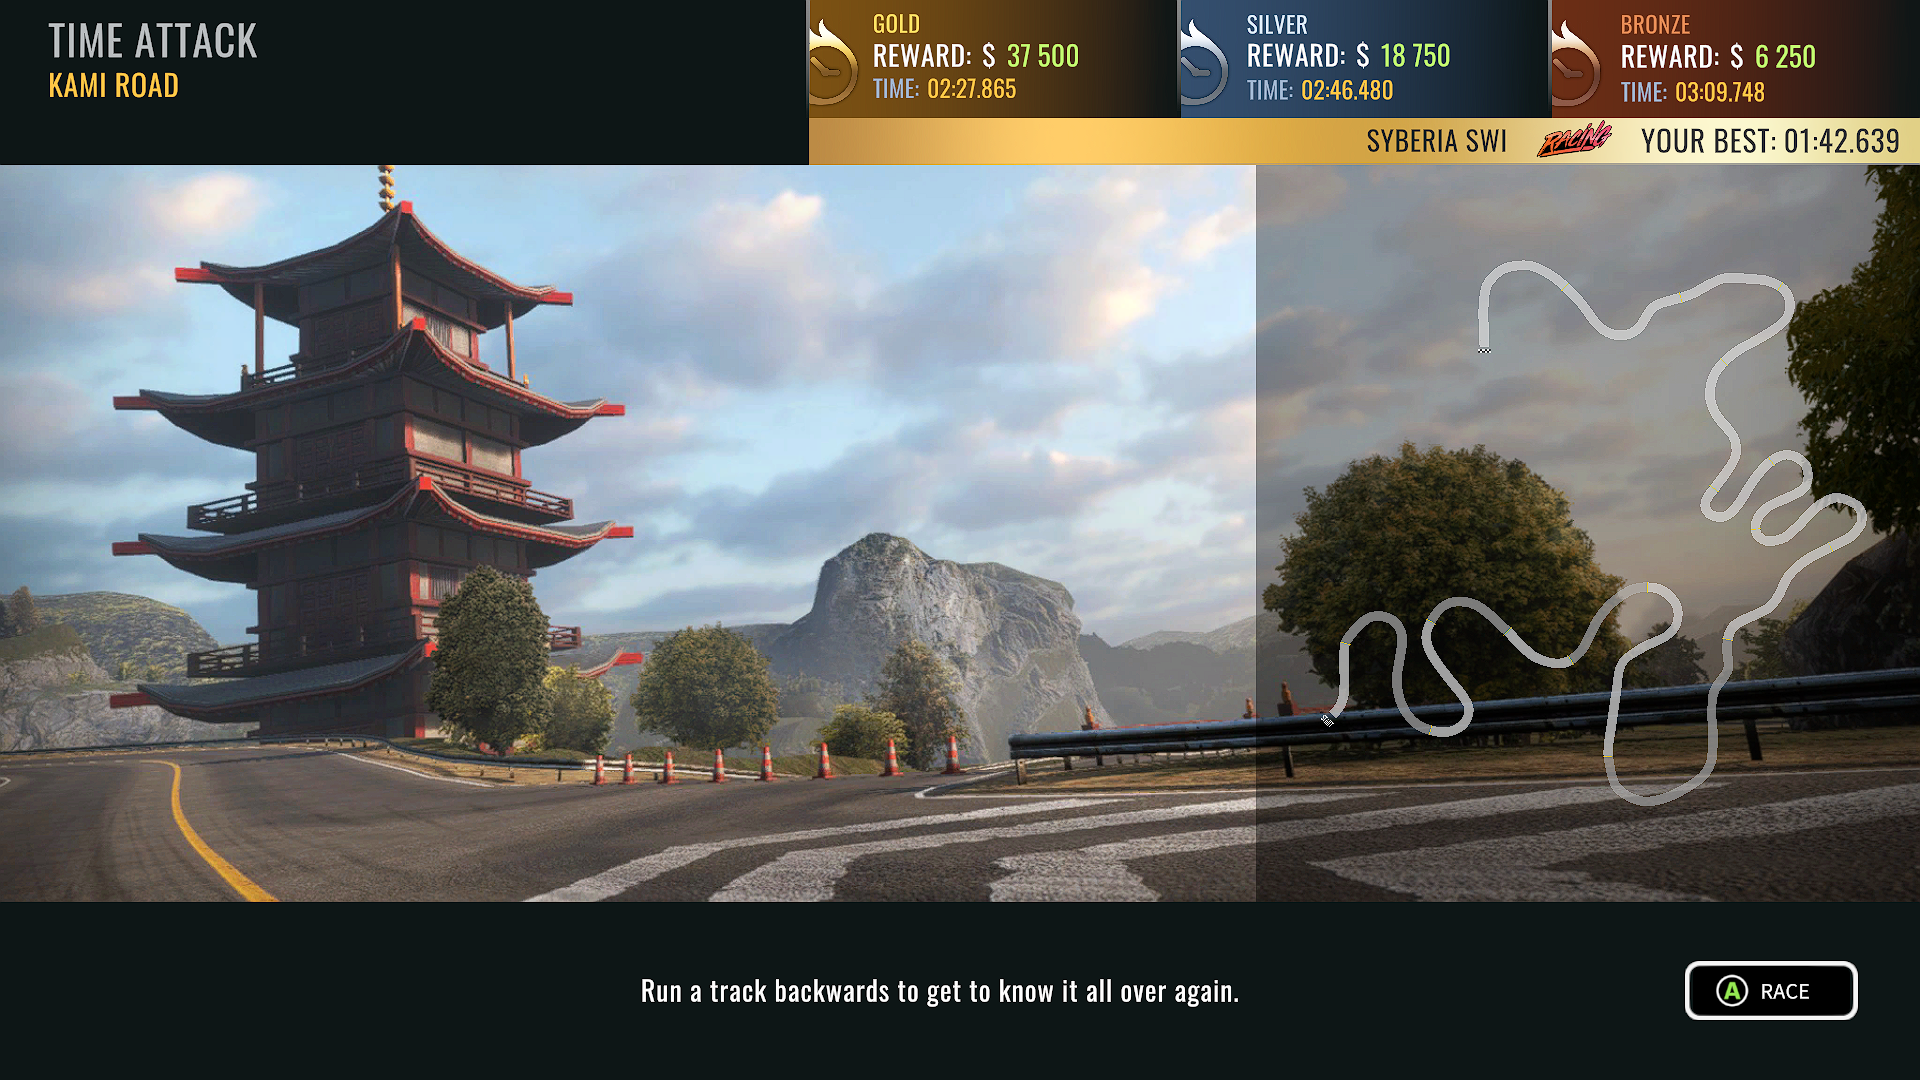 TIME ATTACK
KAMI ROAD
GOLD
REWARD: $ 37 500
TIME: 02:27.865
SILVER
REWARD: $ 18 750
TIME: 02:46.480
BRONZE
REWARD: $ 6 250
TIME: 03:09.748
SYBERIA SWI RACING YOUR BEST: 01:42.639
START
Run a track backwards to get to know it all over again.
A RACE